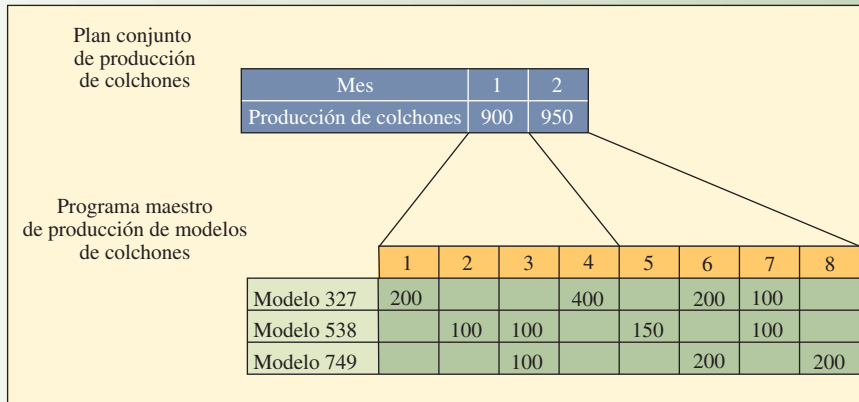 Plan conjunto
de producción
de colchones
Mes 1 2
Producción de colchones 900 950
Programa maestro
de producción de modelos
de colchones
1 2 3 4 5 6 7 8
Modelo 327 200 400 200 100
Modelo 538 100 100 150 100
Modelo 749 100 200 200